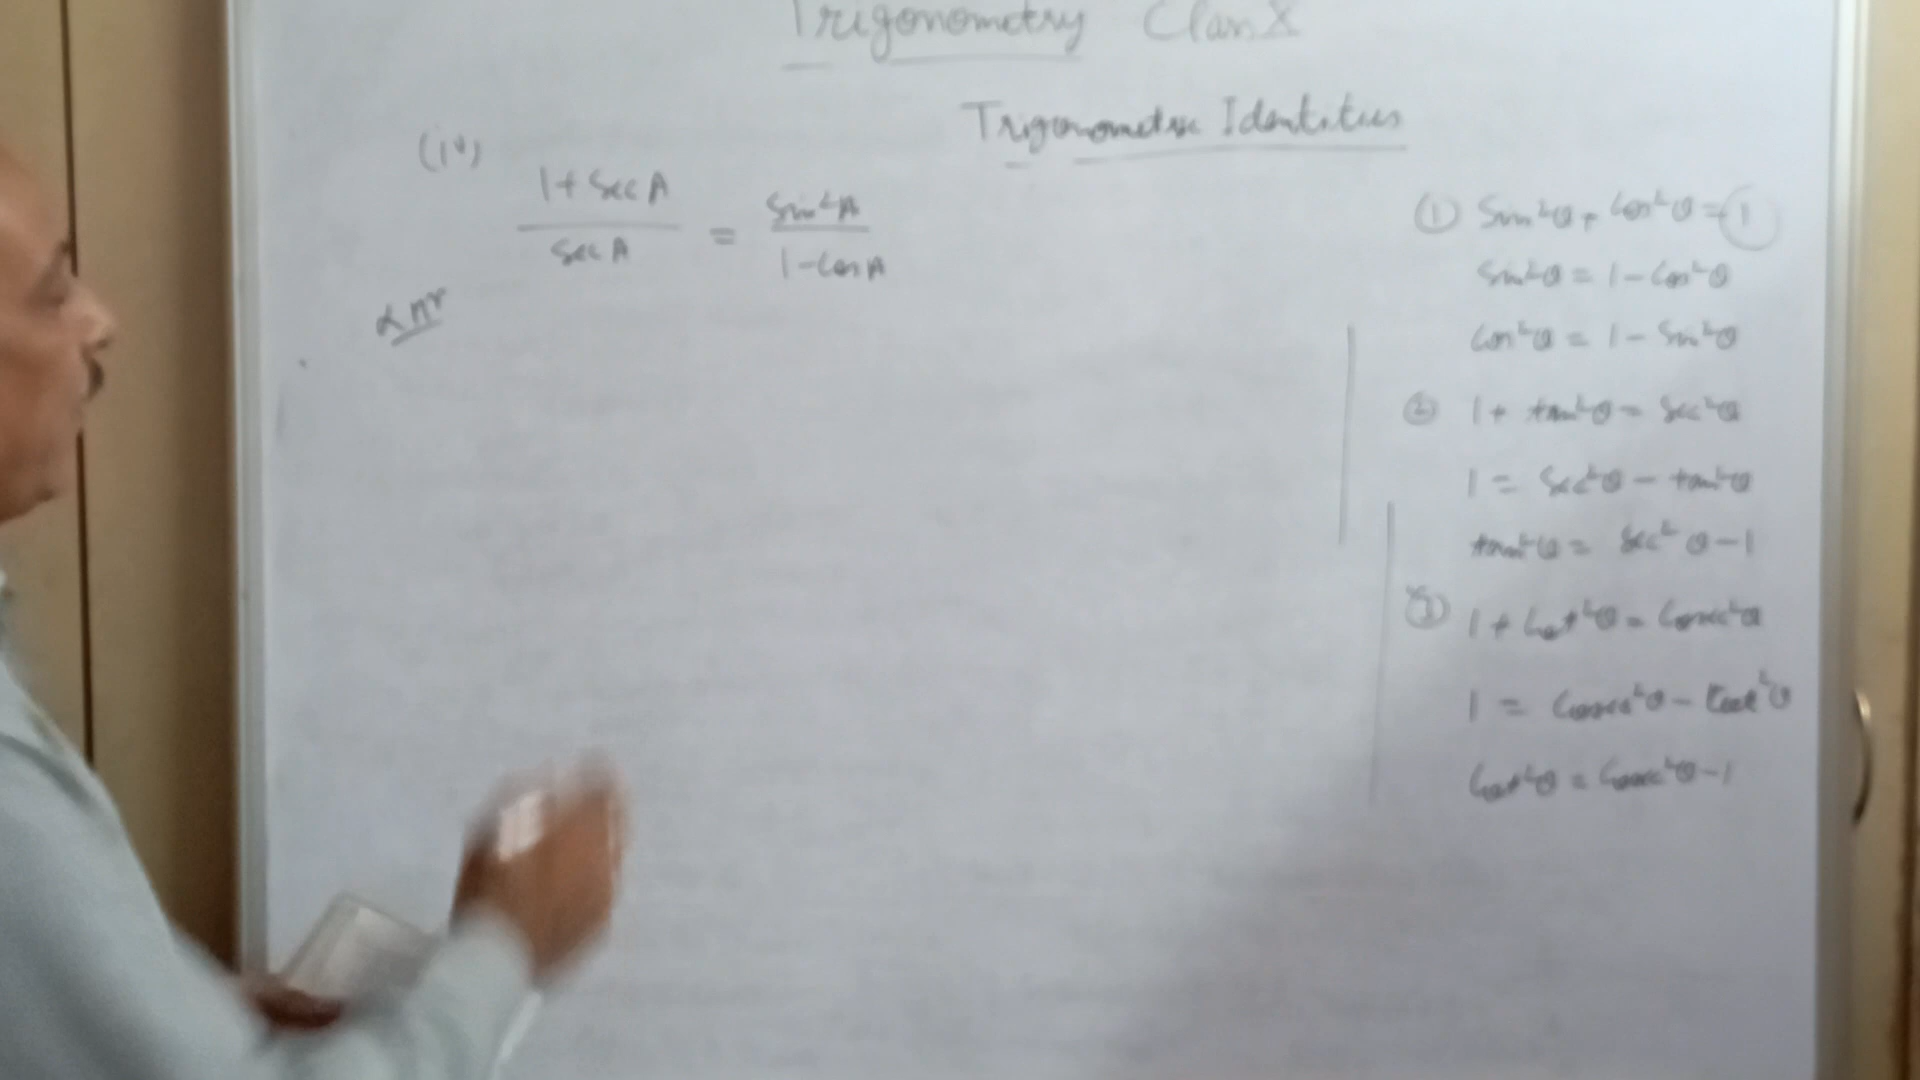 Trigonometry Class X
Trigonometric Identities
(iv)
1 + Sec A / Sec A = Sin²A / 1 - Cos A
① Sin²θ + Cos²θ = 1
Sin²θ = 1 - Cos²θ
Cos²θ = 1 - Sin²θ
② 1 + tan²θ = Sec²θ
1 = Sec²θ - tan²θ
tan²θ = Sec²θ - 1
③ 1 + Cot²θ = Cosec²θ
1 = Cosec²θ - Cot²θ
Cot²θ = Cosec²θ - 1